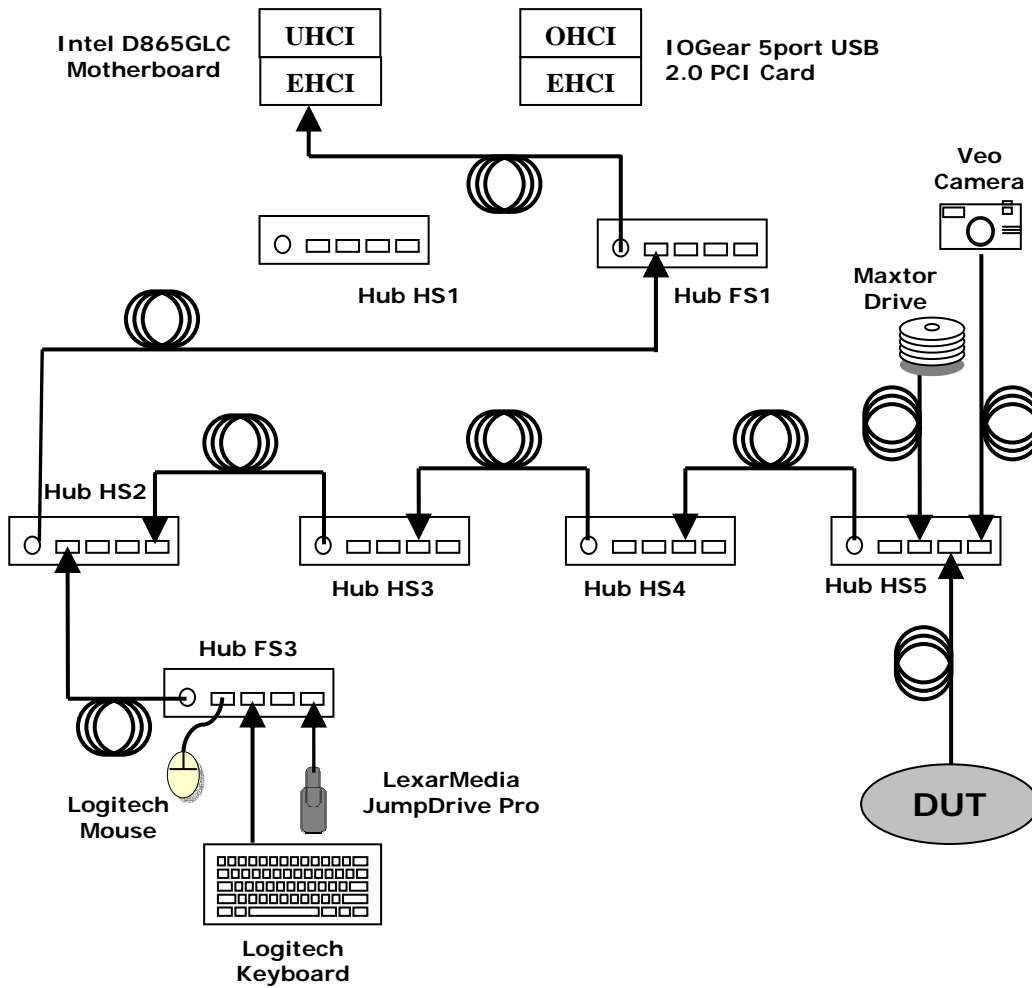 Intel D865GLC
Motherboard
UHCI
EHCI
OHCI
EHCI
IOGear 5port USB
2.0 PCI Card
Veo
Camera
Hub HS1
Hub FS1
Maxtor
Drive
Hub HS2
Hub HS3
Hub HS4
Hub HS5
Hub FS3
Logitech
Mouse
LexarMedia
JumpDrive Pro
DUT
Logitech
Keyboard